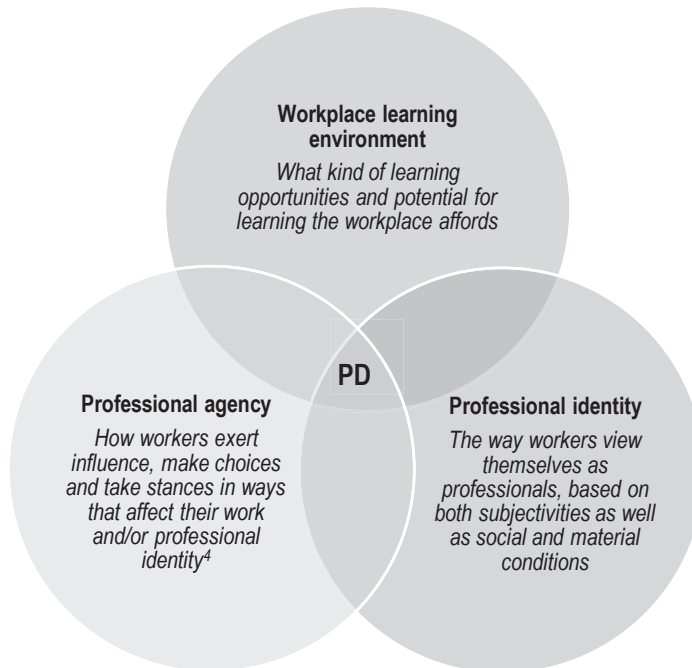 Workplace learning
environment
What kind of learning
opportunities and potential for
learning the workplace affords
PD
Professional agency
How workers exert
influence, make choices
and take stances in ways
that affect their work
and/or professional
identity4
Professional identity
The way workers view
themselves as
professionals, based on
both subjectivities as well
as social and material
conditions